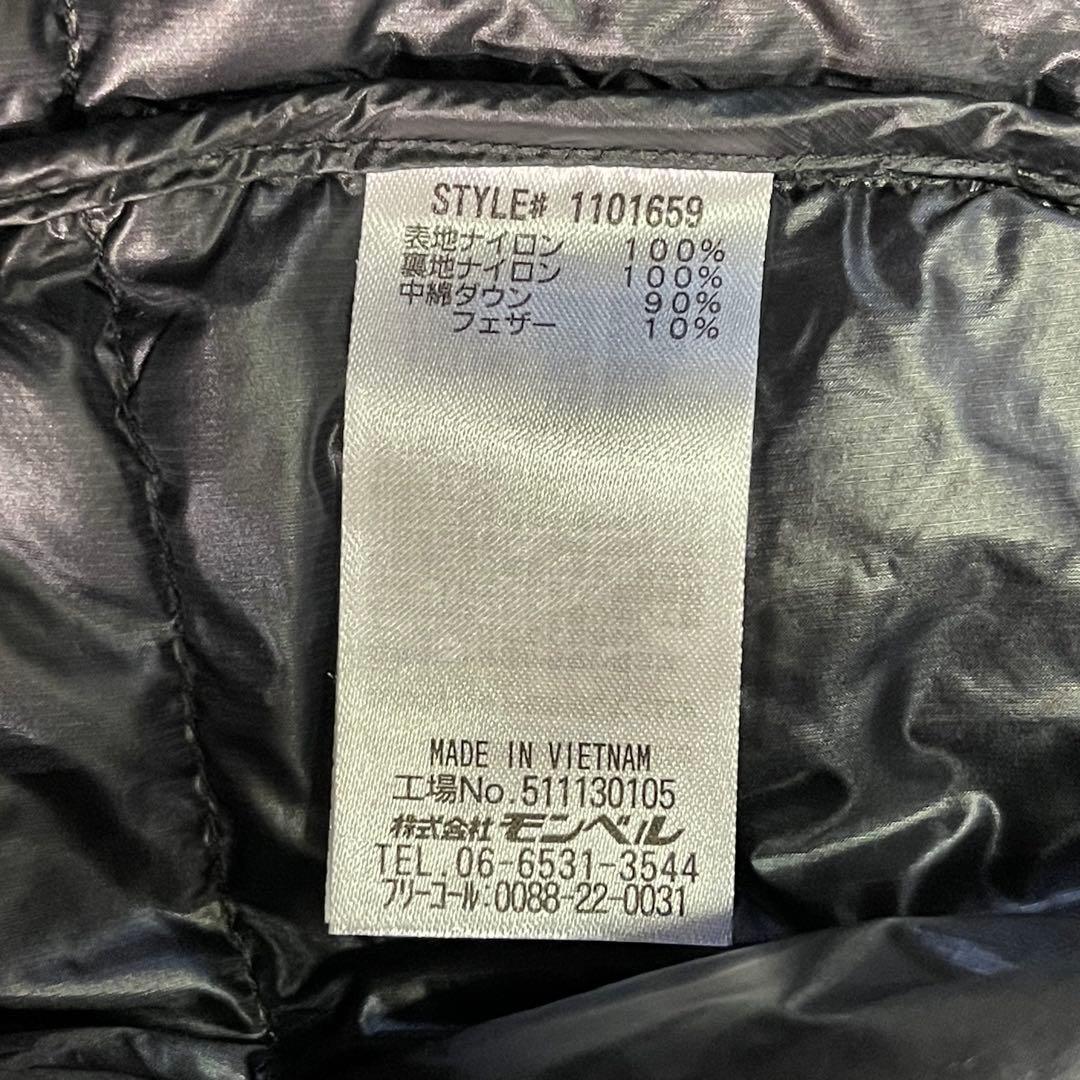 STYLE# 1101659
表地ナイロン 100%
裏地ナイロン 100%
中綿ダウン 90%
フェザー 10%
MADE IN VIETNAM
工場No.511130105
株式会社 モンベル
TEL.06-6531-3544
フリーコール:0088-22-0031